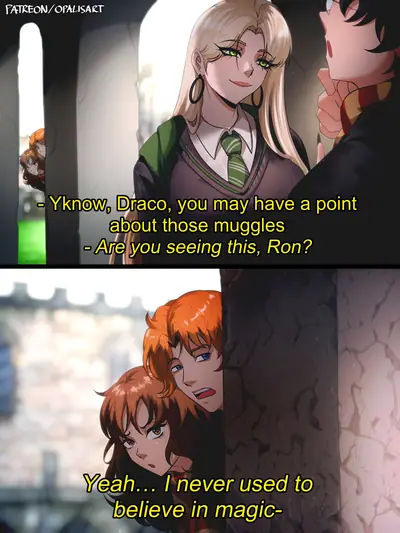 PATREON/OPALISART
- Yknow, Draco, you may have a point
about those muggles
- Are you seeing this, Ron?
Yeah... I never used to
believe in magic-